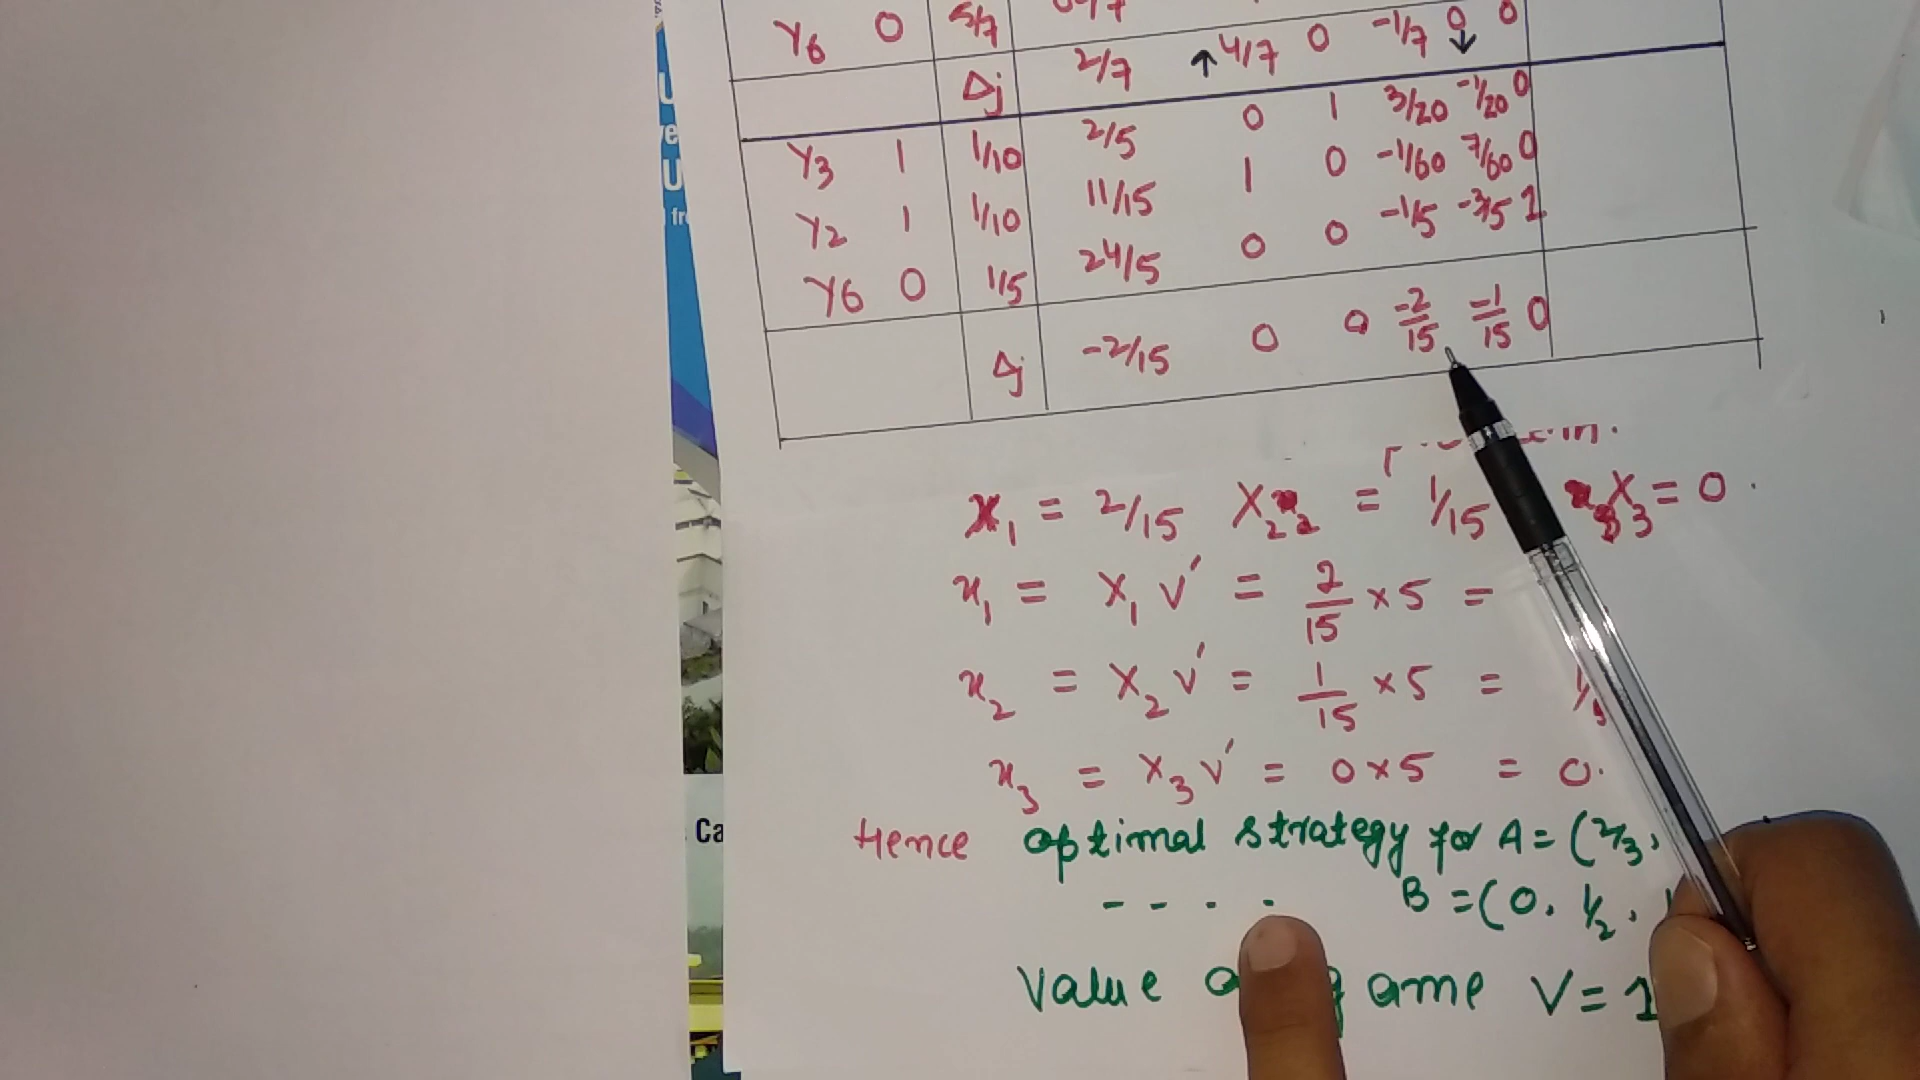 Y6 0 5/7
Δj 2/7 ↑ 4/7 0 -1/7 0 ↓ 0
Y3 1 1/10 2/5 0 1 3/20 -1/20 0
Y2 1 1/10 11/15 1 0 -1/60 7/60 0
Y6 0 1/5 24/5 0 0 -1/5 -3/5 1
Δj -2/15 0 0 -2/15 -1/15 0
X1 = 2/15 X2 = 1/15 X3 = 0.
x1 = X1 V' = 2/15 × 5 =
x2 = X2 V' = 1/15 × 5 =
x3 = X3 V' = 0 × 5 = 0.
Hence optimal strategy for A = (2/3,
- - - - B = (0. 1/2,
Value game V = 1
U
e
U
fr
Ca